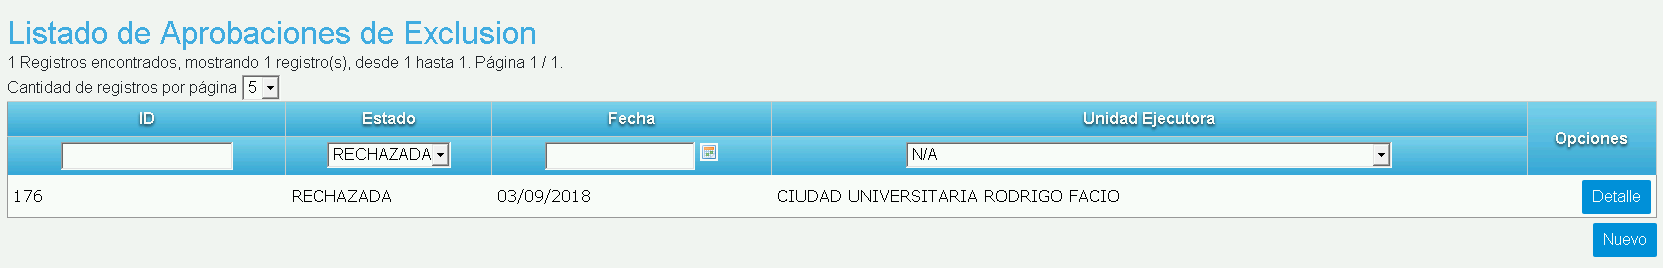 Listado de Aprobaciones de Exclusion
1 Registros encontrados, mostrando 1 registro(s), desde 1 hasta 1. Página 1 / 1.
Cantidad de registros por página 5
ID Estado Fecha Unidad Ejecutora Opciones
RECHAZADA N/A
176 RECHAZADA 03/09/2018 CIUDAD UNIVERSITARIA RODRIGO FACIO Detalle
Nuevo